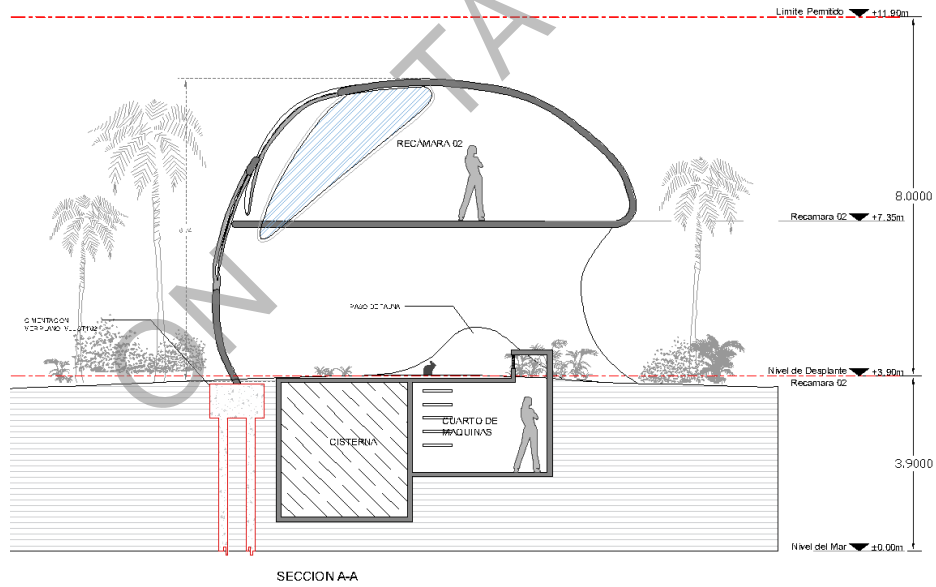 Limite Permitido +11.90m
RECAMARA 02
8.0000
Recamara 02 +7.35m
PASO DE FAUNA
CIMENTACION
Nivel de Desplante +3.90m
Recamara 02
CUARTO DE
MAQUINAS
CISTERNA
3.9000
Nivel del Mar ±0.00m
SECCION A-A